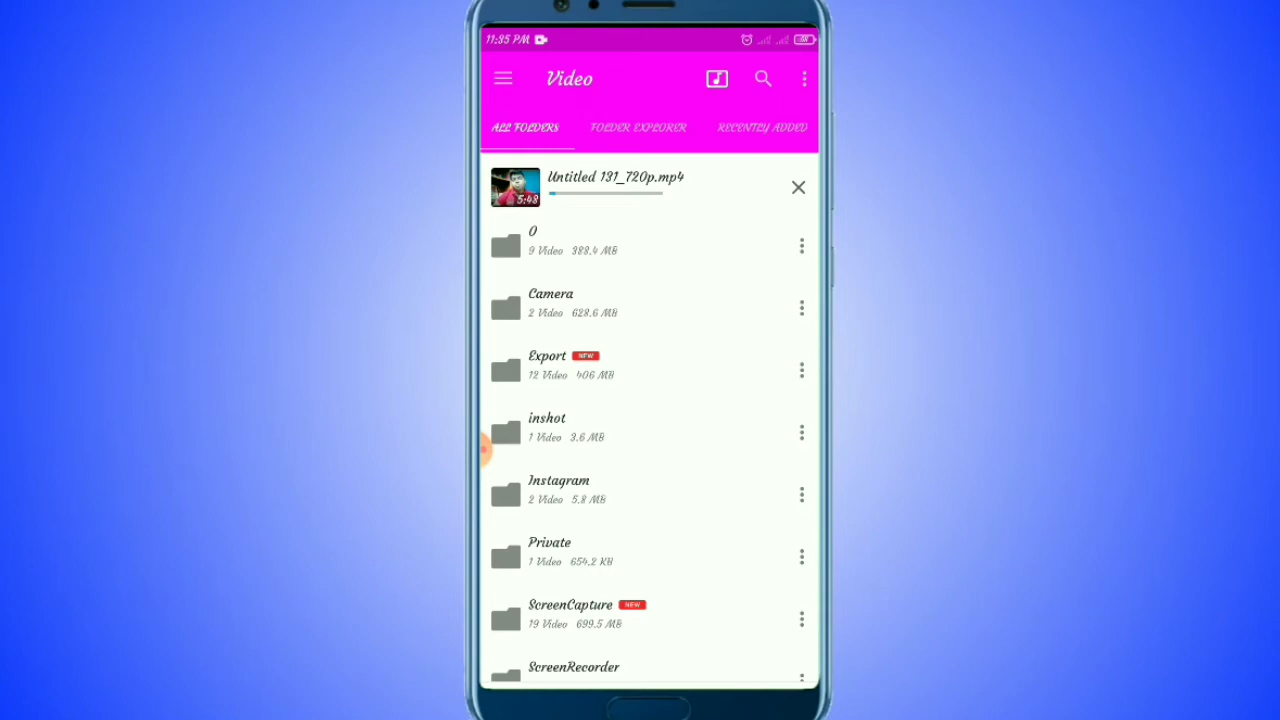 11:35 PM
Video
ALL FOLDERS FOLDER EXPLORER RECENTLY ADDED
Untitled 131_720p.mp4
5:48
0
9 Video 388.4 MB
Camera
2 Video 628.6 MB
Export NEW
12 Video 406 MB
inshot
1 Video 3.6 MB
Instagram
2 Video 5.8 MB
Private
1 Video 654.2 KB
ScreenCapture NEW
19 Video 699.5 MB
ScreenRecorder